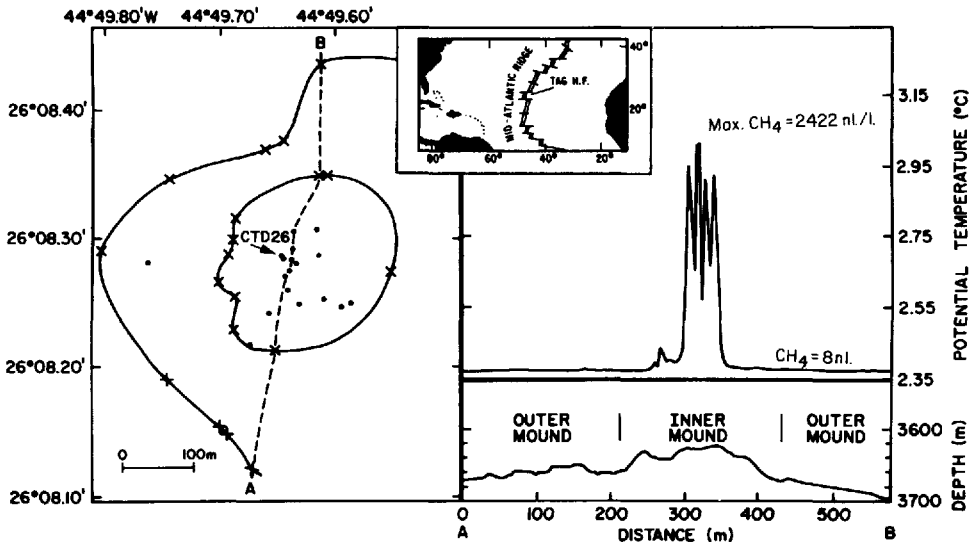 44°49.80'W
44°49.70'
44°49.60'
B
26°08.40'
26°08.30'
26°08.20'
26°08.10'
CTD26
0 100m
A
MID-ATLANTIC RIDGE
TAG H.F.
40°
20°
80° 60° 40° 20°
Max. CH₄=2422 nl./l.
CH₄=8nl.
3.15
2.95
2.75
2.55
2.35
POTENTIAL TEMPERATURE (°C)
OUTER MOUND
INNER MOUND
OUTER MOUND
3600
3700
DEPTH (m)
0 100 200 300 400 500
A
DISTANCE (m)
B